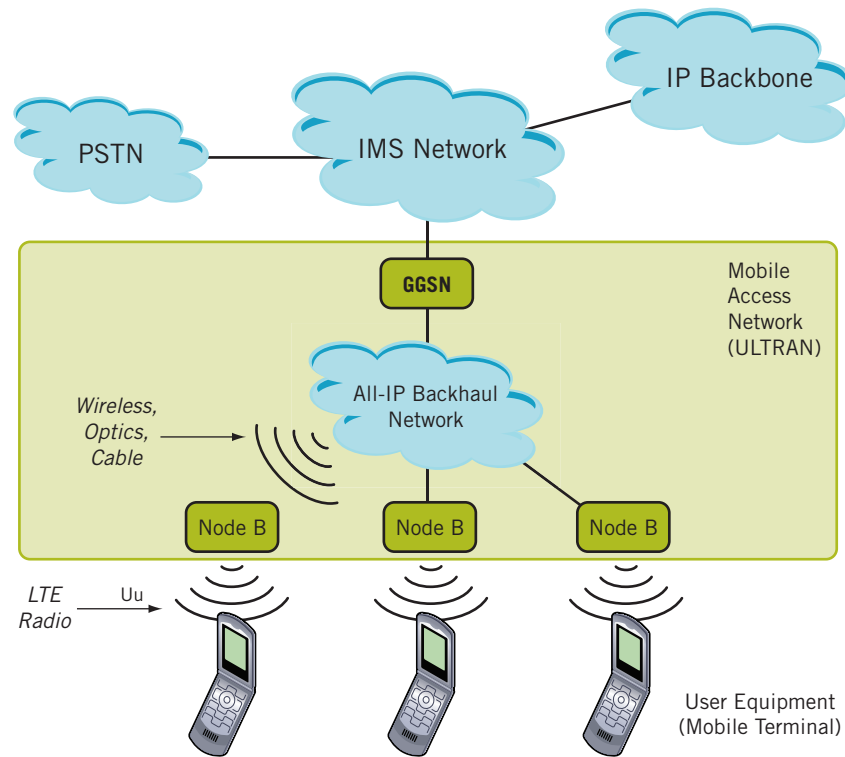 IP Backbone
PSTN
IMS Network
GGSN
Mobile
Access
Network
(ULTRAN)
All-IP Backhaul
Network
Wireless,
Optics,
Cable
Node B
Node B
Node B
LTE
Radio
Uu
User Equipment
(Mobile Terminal)